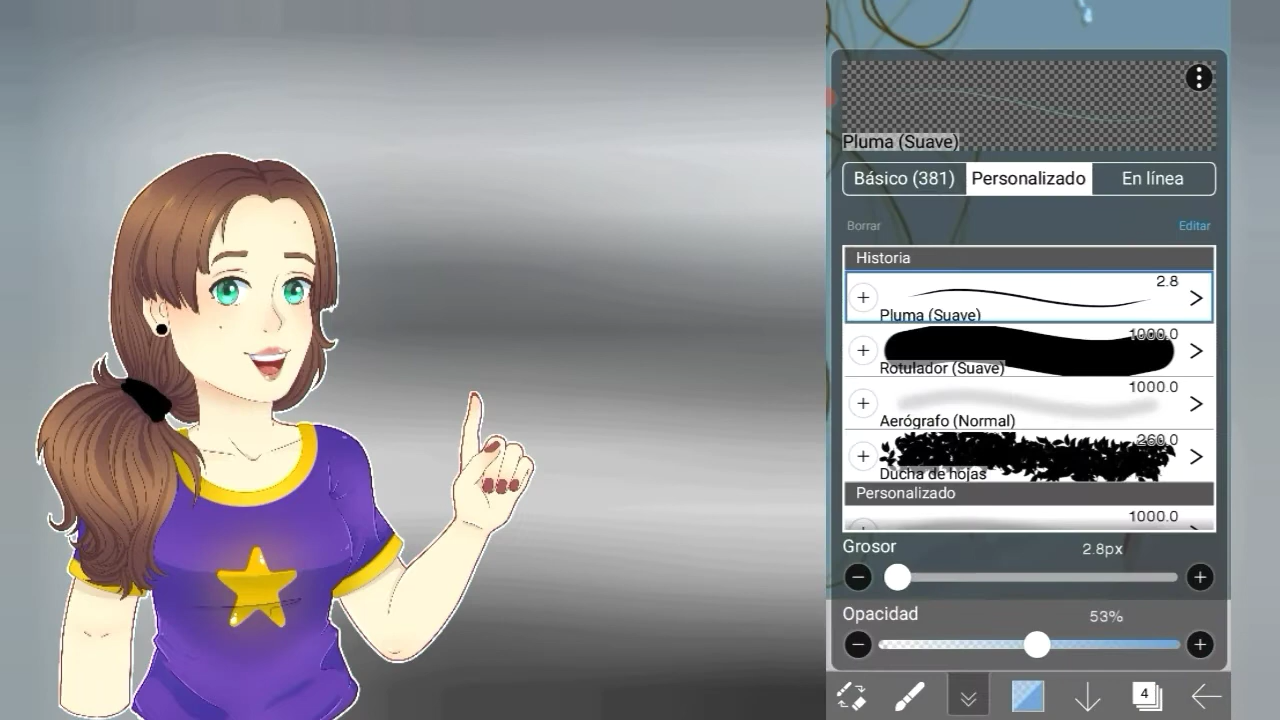 Pluma (Suave)
Básico (381) Personalizado En línea
Borrar Editar
Historia
2.8
Pluma (Suave)
1000.0
Rotulador (Suave)
1000.0
Aerógrafo (Normal)
260.0
Ducha de hojas
Personalizado
1000.0
Grosor 2.8px
Opacidad 53%
4